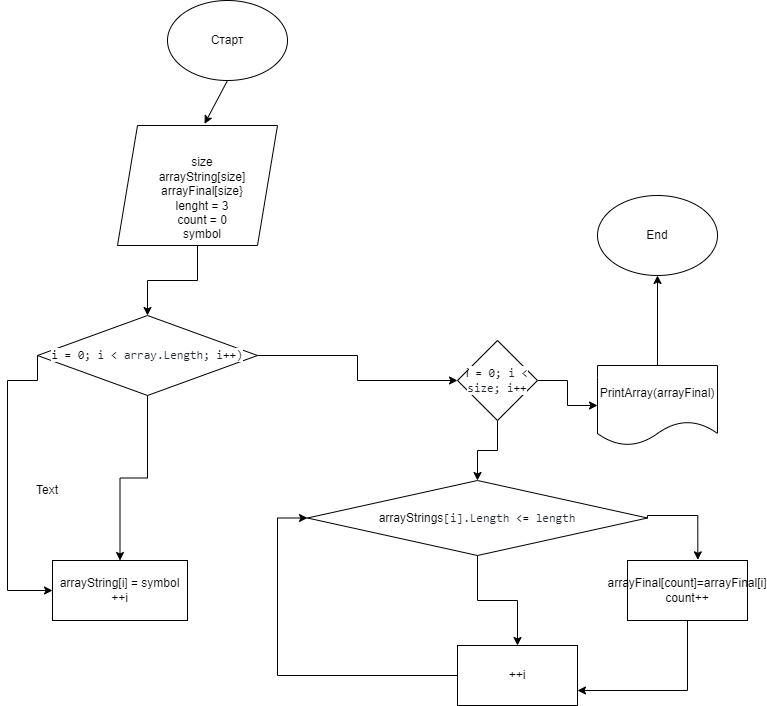 Старт
size
arrayString[size]
arrayFinal[size}
lenght = 3
count = 0
symbol
End
i = 0; i < array.Length; i++)
i = 0; i <
size; i++
PrintArray(arrayFinal)
Text
arrayStrings[i].Length <= length
arrayString[i] = symbol
++i
arrayFinal[count]=arrayFinal[i]
count++
++i